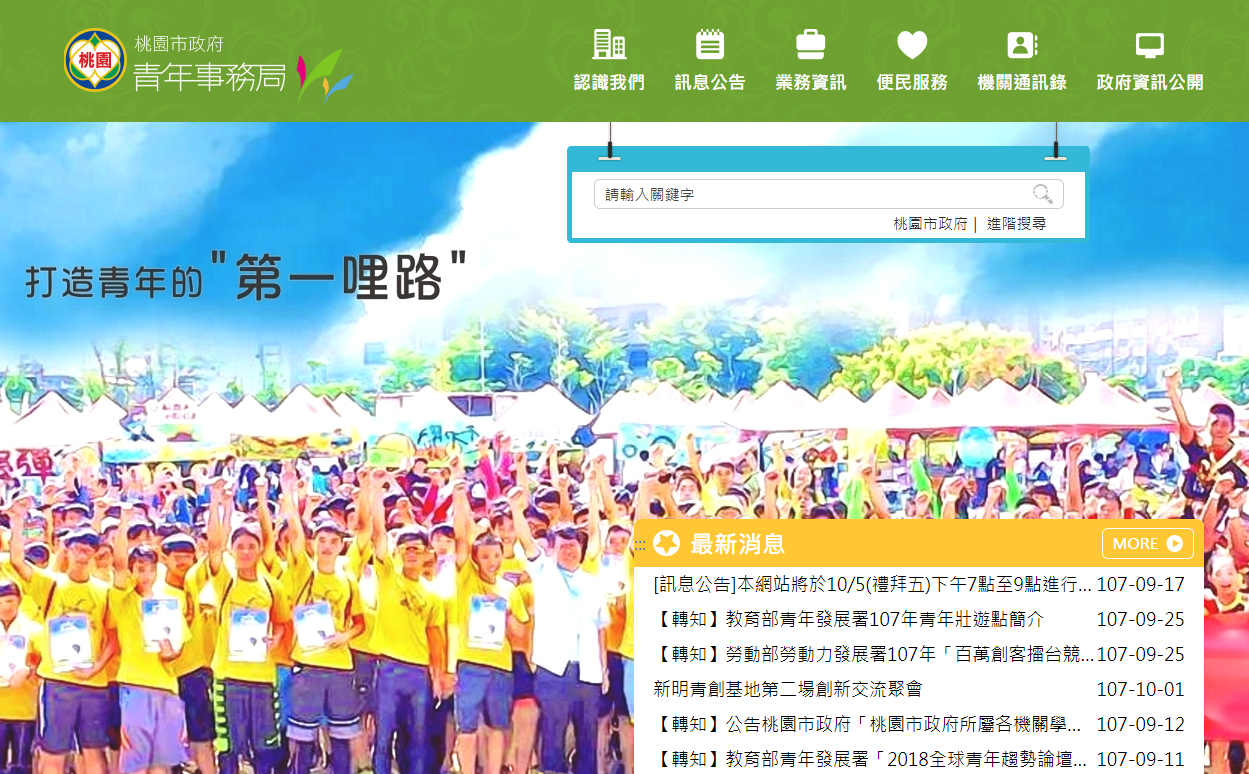 桃園
桃園市政府
青年事務局
認識我們
訊息公告
業務資訊
便民服務
機關通訊錄
政府資訊公開
請輸入關鍵字
桃園市政府 | 進階搜尋
打造青年的"第一哩路"
:::
最新消息
MORE
[訊息公告]本網站將於10/5(禮拜五)下午7點至9點進行... 107-09-17
【轉知】教育部青年發展署107年青年壯遊點簡介 107-09-25
【轉知】勞動部勞動力發展署107年「百萬創客擂台競... 107-09-25
新明青創基地第二場創新交流聚會 107-10-01
【轉知】公告桃園市政府「桃園市政府所屬各機關學... 107-09-12
【轉知】教育部青年發展署「2018全球青年趨勢論壇... 107-09-11